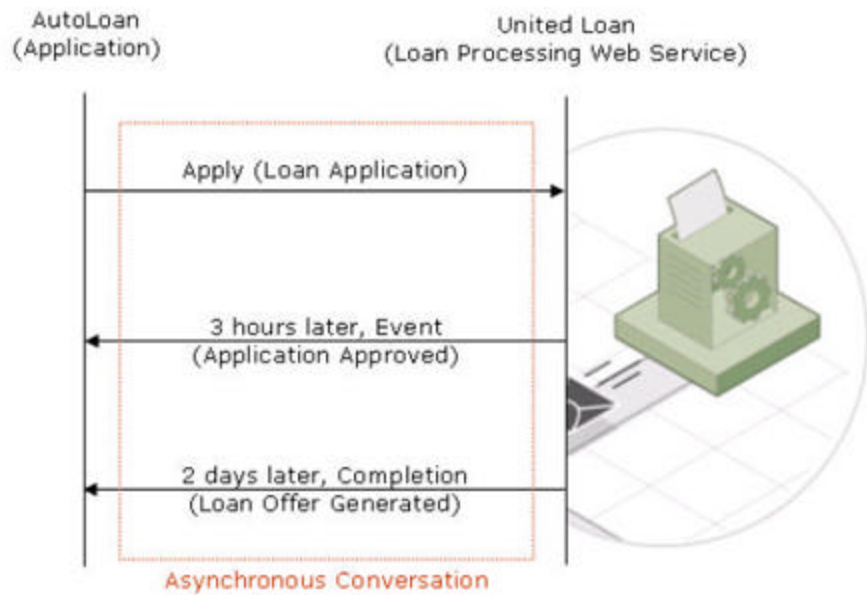 AutoLoan
(Application)
United Loan
(Loan Processing Web Service)
Apply (Loan Application)
3 hours later, Event
(Application Approved)
2 days later, Completion
(Loan Offer Generated)
Asynchronous Conversation